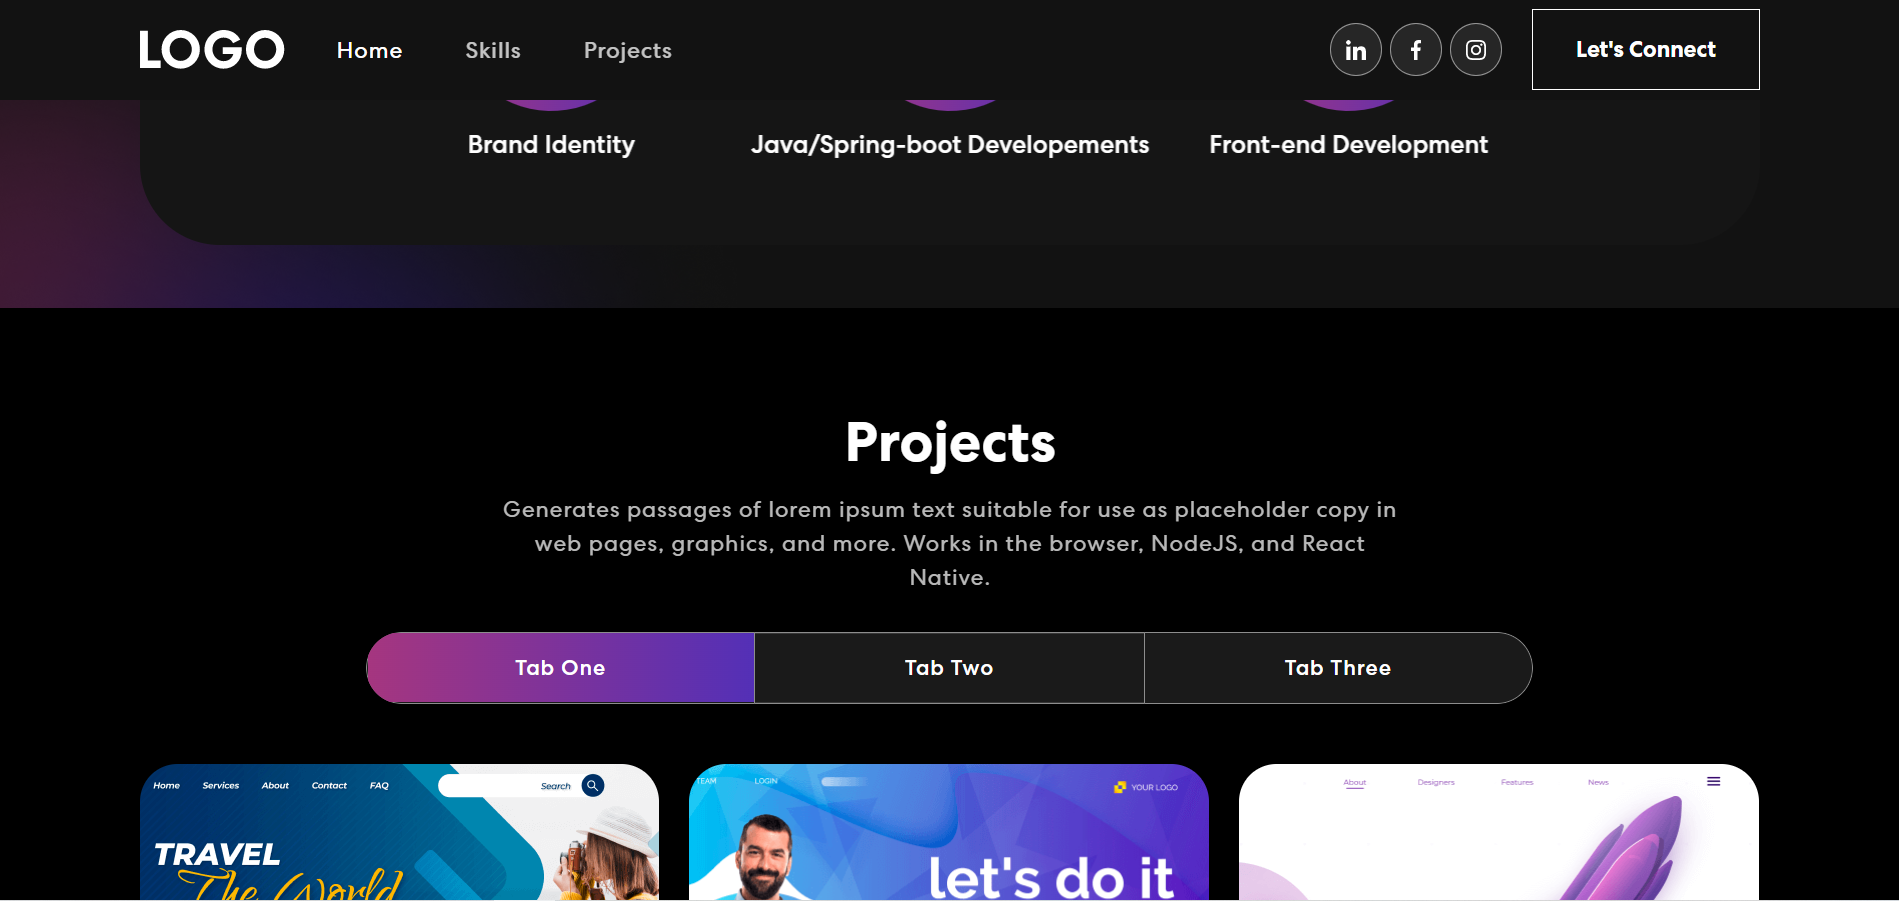 LOGO
Home
Skills
Projects
Let's Connect
Brand Identity
Java/Spring-boot Developements
Front-end Development
Projects
Generates passages of lorem ipsum text suitable for use as placeholder copy in
web pages, graphics, and more. Works in the browser, NodeJS, and React
Native.
Tab One
Tab Two
Tab Three
Home
Services
About
Contact
FAQ
Search
TRAVEL
The World
TEAM
LOGIN
YOUR LOGO
let's do it
About
Designers
Features
News